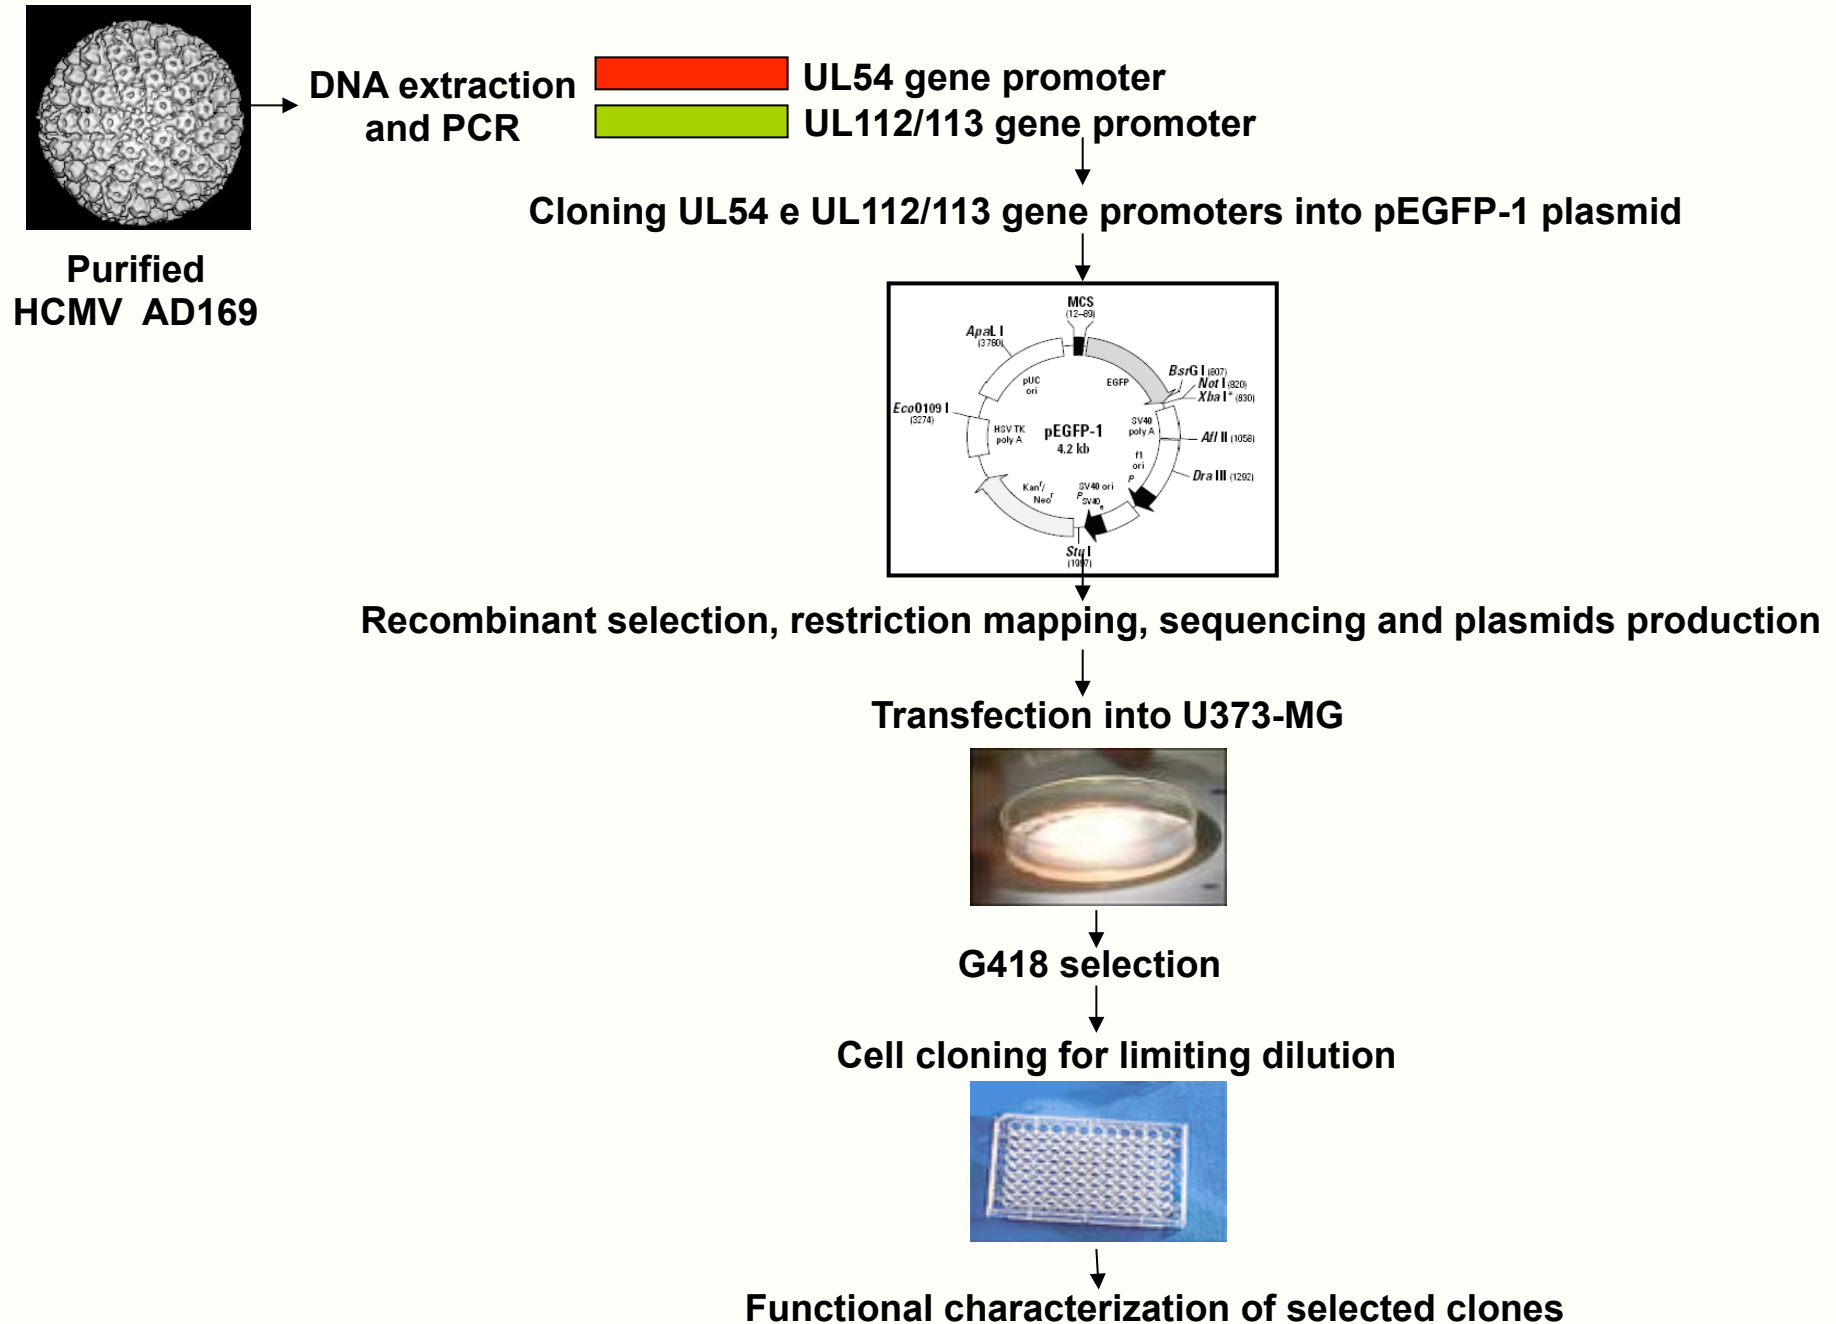 DNA extraction
and PCR
UL54 gene promoter
UL112/113 gene promoter
Purified
HCMV AD169
Cloning UL54 e UL112/113 gene promoters into pEGFP-1 plasmid
MCS
(12–89)
ApaL I
(3780)
BsrG I (807)
Not I (820)
Xba I* (830)
pUC
ori
EGFP
EcoO109 I
(3274)
HSV TK
poly A
pEGFP-1
4.2 kb
SV40
poly A
Afl II (1058)
f1
ori
P
Dra III (1292)
Kanr/
Neor
SV40 ori
PSV40e
Stu I
(1997)
Recombinant selection, restriction mapping, sequencing and plasmids production
Transfection into U373-MG
G418 selection
Cell cloning for limiting dilution
Functional characterization of selected clones